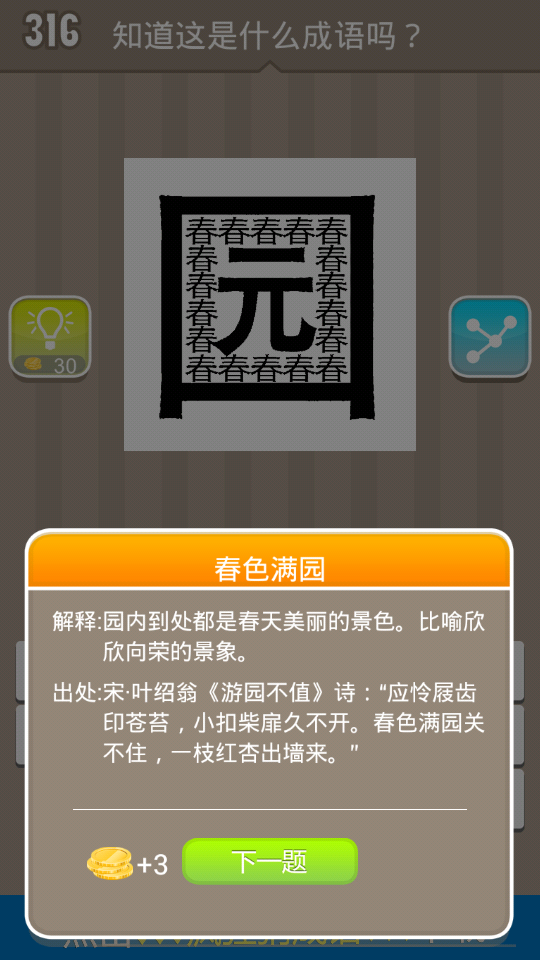 316 知道这是什么成语吗？
春春春春春
春 春
春 元 春
春 春
春 春
春春春春春
30
春色满园
解释:园内到处都是春天美丽的景色。比喻欣
欣向荣的景象。
出处:宋·叶绍翁《游园不值》诗：“应怜屐齿
印苍苔，小扣柴扉久不开。春色满园关
不住，一枝红杏出墙来。”
+3 下一题